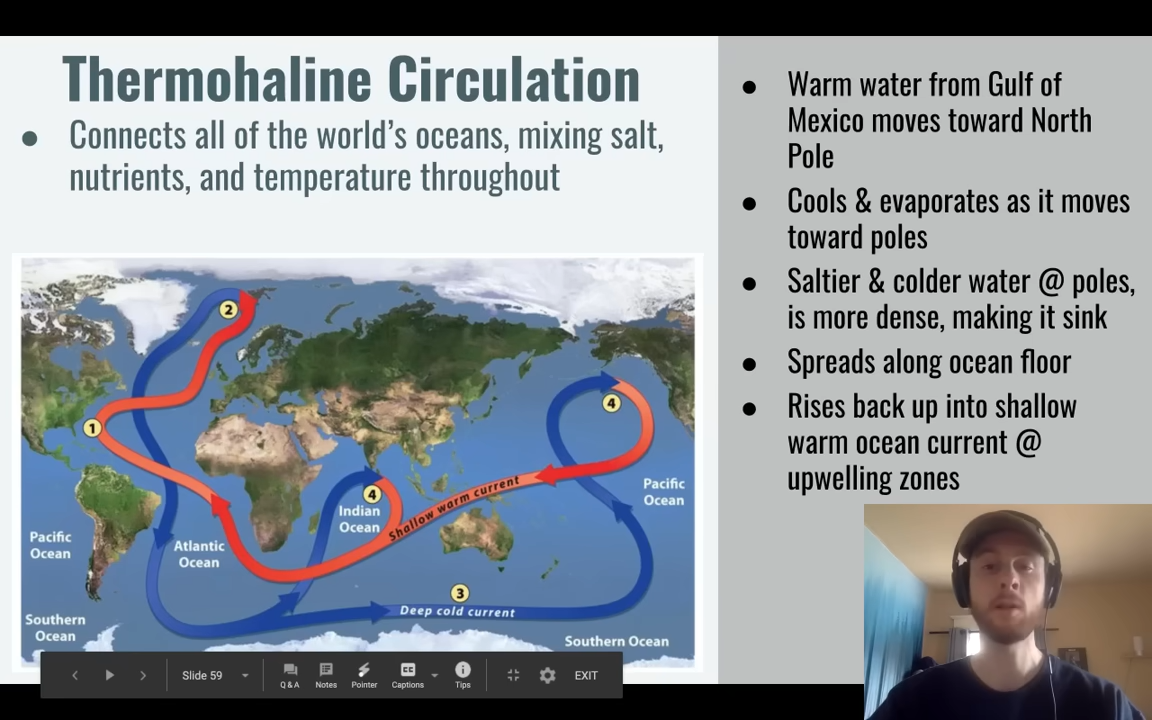 Thermohaline Circulation
● Connects all of the world's oceans, mixing salt,
nutrients, and temperature throughout
● Warm water from Gulf of
Mexico moves toward North
Pole
● Cools & evaporates as it moves
toward poles
● Saltier & colder water @ poles,
is more dense, making it sink
● Spreads along ocean floor
● Rises back up into shallow
warm ocean current @
upwelling zones
2
1
4
4
Indian
Ocean
Shallow warm current
Pacific
Ocean
Pacific
Ocean
Atlantic
Ocean
3
Deep cold current
Southern
Ocean
Southern Ocean
Slide 59
Q & A
Notes
Pointer
CC
Captions
Tips
EXIT